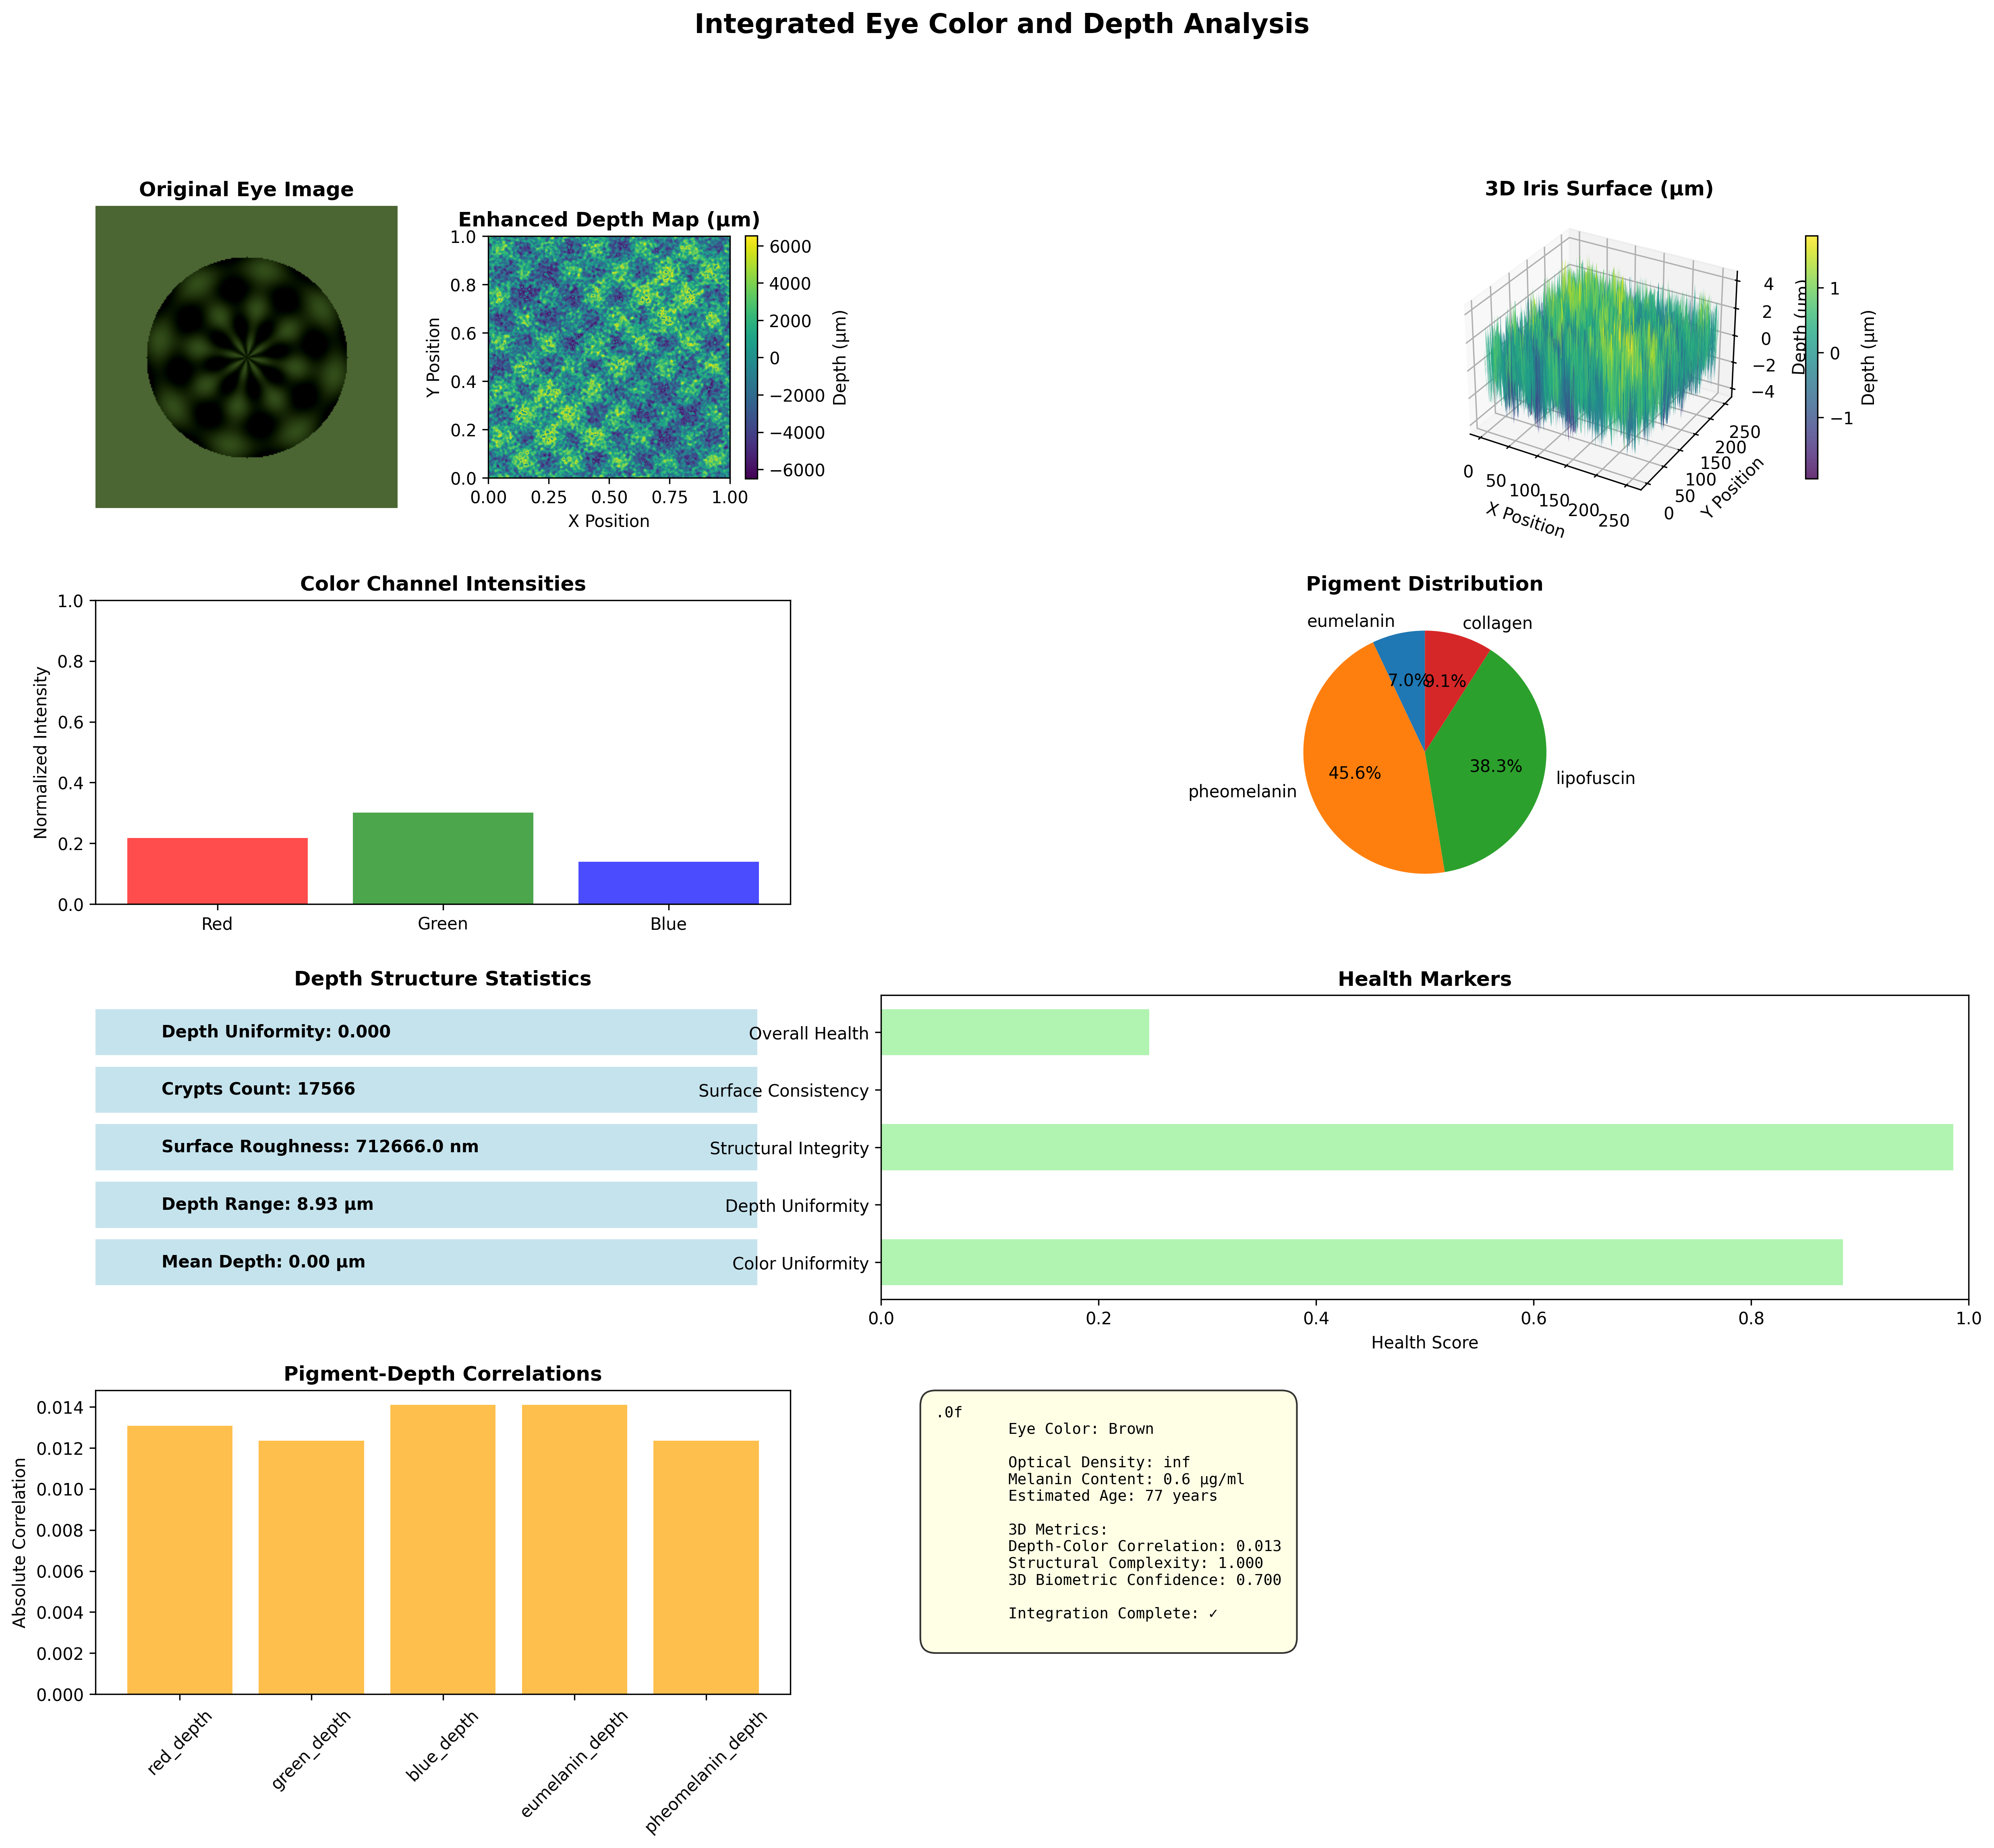 Integrated Eye Color and Depth Analysis
Original Eye Image
Enhanced Depth Map (µm)
1.0
0.8
0.6
0.4
0.2
0.0
Y Position
0.00 0.25 0.50 0.75 1.00
X Position
6000
4000
2000
0
−2000
−4000
−6000
Depth (µm)
3D Iris Surface (µm)
4
2
0
−2
−4
Depth (µm)
0 50 100 150 200 250
X Position
0 50 100 150 200 250
Y Position
1
0
−1
Depth (µm)
Color Channel Intensities
1.0
0.8
0.6
0.4
0.2
0.0
Normalized Intensity
Red Green Blue
Pigment Distribution
eumelanin
collagen
7.0%
9.1%
45.6%
38.3%
pheomelanin
lipofuscin
Depth Structure Statistics
Depth Uniformity: 0.000
Crypts Count: 17566
Surface Roughness: 712666.0 nm
Depth Range: 8.93 µm
Mean Depth: 0.00 µm
Health Markers
Overall Health
Surface Consistency
Structural Integrity
Depth Uniformity
Color Uniformity
0.0 0.2 0.4 0.6 0.8 1.0
Health Score
Pigment-Depth Correlations
0.014
0.012
0.010
0.008
0.006
0.004
0.002
0.000
Absolute Correlation
red_depth
green_depth
blue_depth
eumelanin_depth
pheomelanin_depth
.0f
Eye Color: Brown
Optical Density: inf
Melanin Content: 0.6 µg/ml
Estimated Age: 77 years
3D Metrics:
Depth-Color Correlation: 0.013
Structural Complexity: 1.000
3D Biometric Confidence: 0.700
Integration Complete: ✓